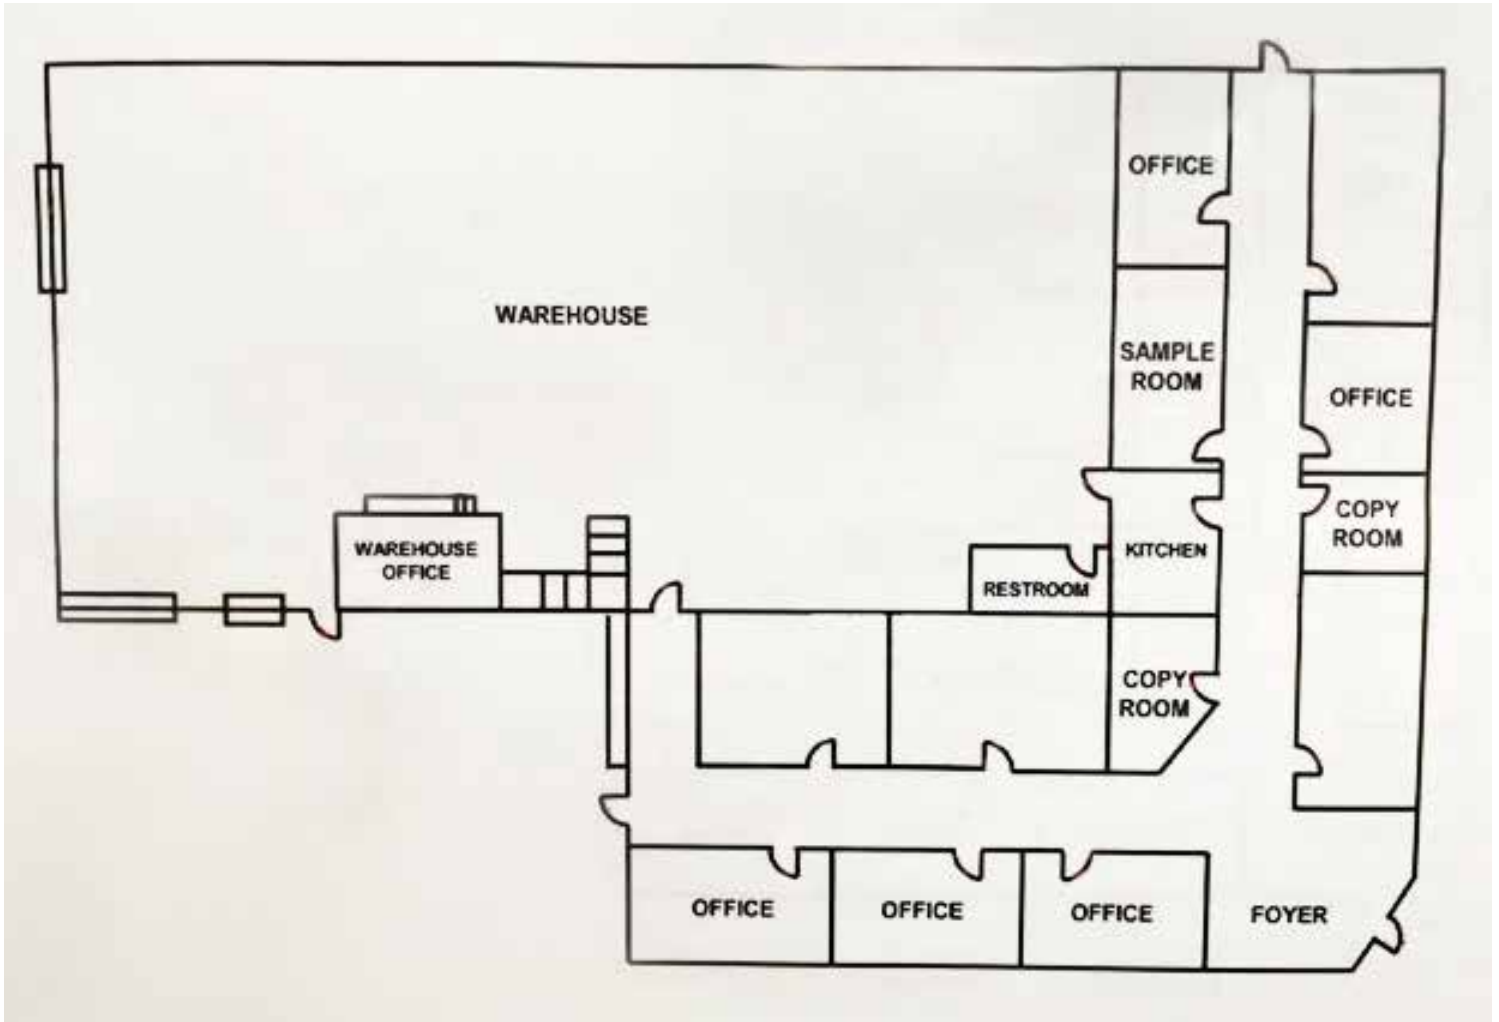 OFFICE
WAREHOUSE
SAMPLE
ROOM
OFFICE
COPY
ROOM
WAREHOUSE
OFFICE
KITCHEN
RESTROOM
COPY
ROOM
OFFICE
OFFICE
OFFICE
FOYER